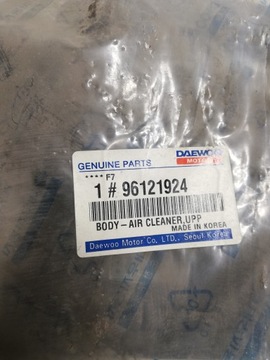 GENUINE PARTS
DAEWOO
MOTOR
**** F7
1 # 96121924
BODY-AIR CLEANER,UPP
MADE IN KOREA
Daewoo Motor Co, LTD., Seoul Korea